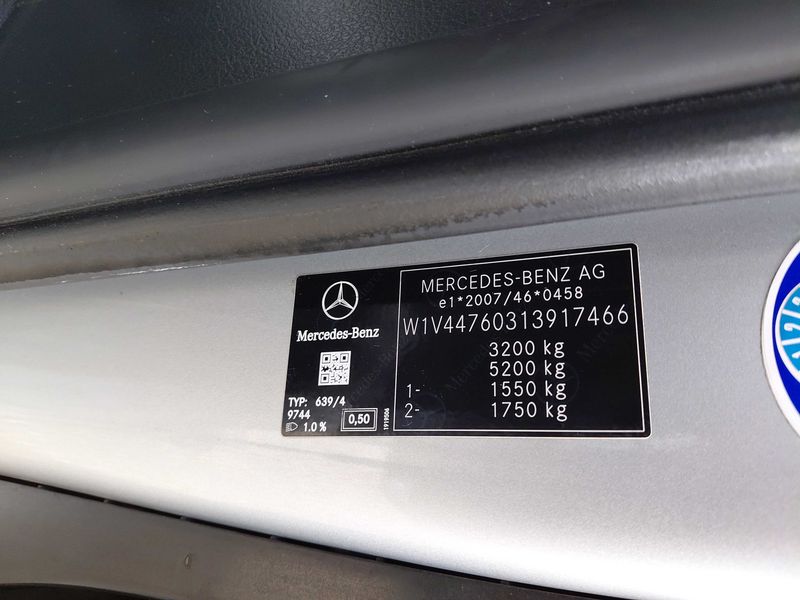 MERCEDES-BENZ AG
e1*2007/46*0458
W1V44760313917466
3200 kg
5200 kg
1- 1550 kg
2- 1750 kg
Mercedes-Benz
TYP: 639/4
9744
1.0 %
0,50
1919506